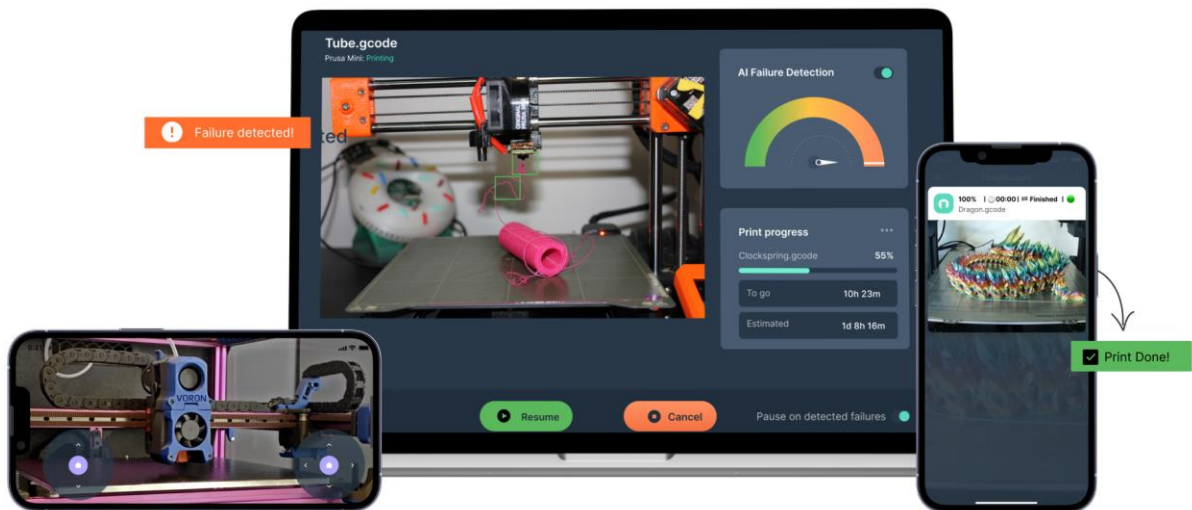 Tube.gcode
Prusa Mini: Printing
Failure detected!
ted
AI Failure Detection
Print progress
Clockspring.gcode 55%
To go 10h 23m
Estimated 1d 8h 16m
Resume
Cancel
Pause on detected failures
100% | 00:00 | Finished |
Dragon.gcode
Print Done!
VORON